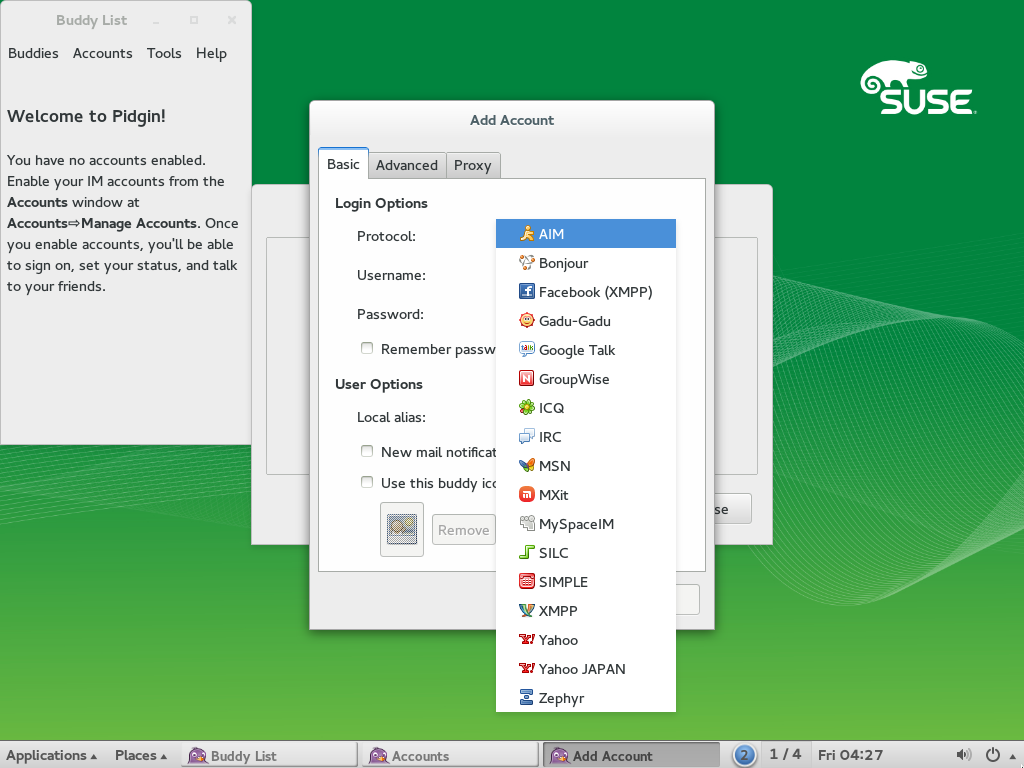 Buddy List
Buddies Accounts Tools Help
Welcome to Pidgin!
You have no accounts enabled.
Enable your IM accounts from the
Accounts window at
Accounts⇨Manage Accounts. Once
you enable accounts, you'll be able
to sign on, set your status, and talk
to your friends.
SUSE
Add Account
Basic Advanced Proxy
Login Options
Protocol:
Username:
Password:
Remember passw
User Options
Local alias:
New mail notificat
Use this buddy ico
Remove
AIM
Bonjour
Facebook (XMPP)
Gadu-Gadu
Google Talk
GroupWise
ICQ
IRC
MSN
MXit
MySpaceIM
SILC
SIMPLE
XMPP
Yahoo
Yahoo JAPAN
Zephyr
se
Applications Places Buddy List Accounts Add Account 2 1 / 4 Fri 04:27